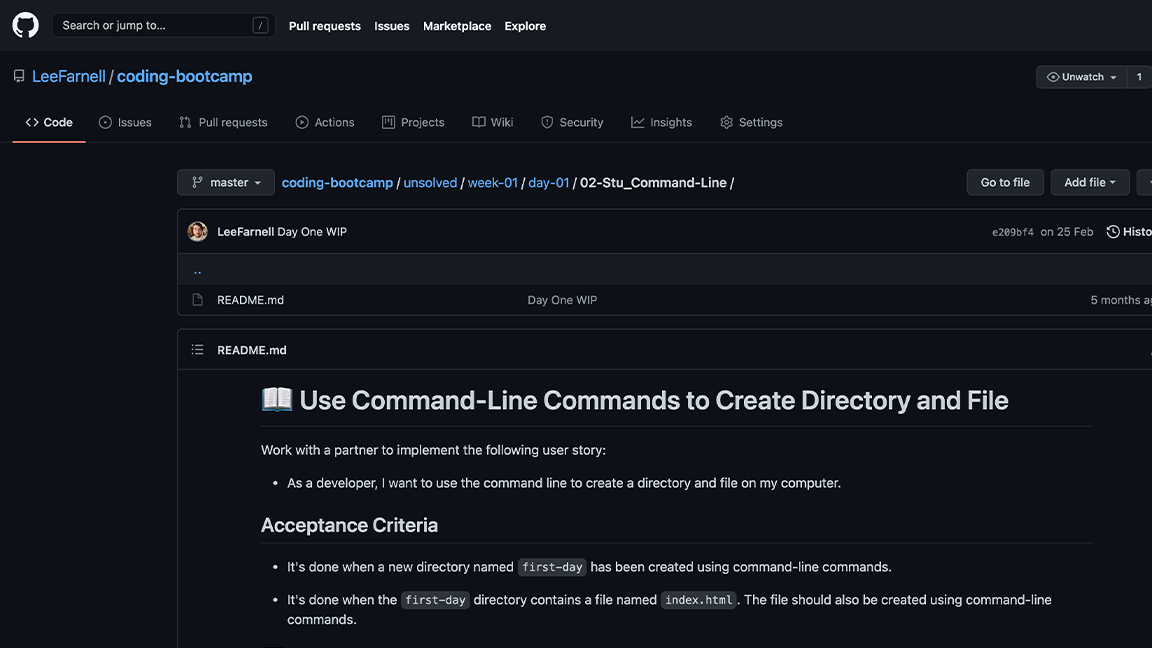 Search or jump to... /
Pull requests Issues Marketplace Explore
LeeFarnell / coding-bootcamp
Unwatch 1
Code Issues Pull requests Actions Projects Wiki Security Insights Settings
master coding-bootcamp / unsolved / week-01 / day-01 / 02-Stu_Command-Line /
Go to file Add file
LeeFarnell Day One WIP e209bf4 on 25 Feb
..
README.md Day One WIP 5 months
README.md
📖 Use Command-Line Commands to Create Directory and File
Work with a partner to implement the following user story:
• As a developer, I want to use the command line to create a directory and file on my computer.
Acceptance Criteria
• It's done when a new directory named first-day has been created using command-line commands.
• It's done when the first-day directory contains a file named index.html. The file should also be created using command-line
commands.